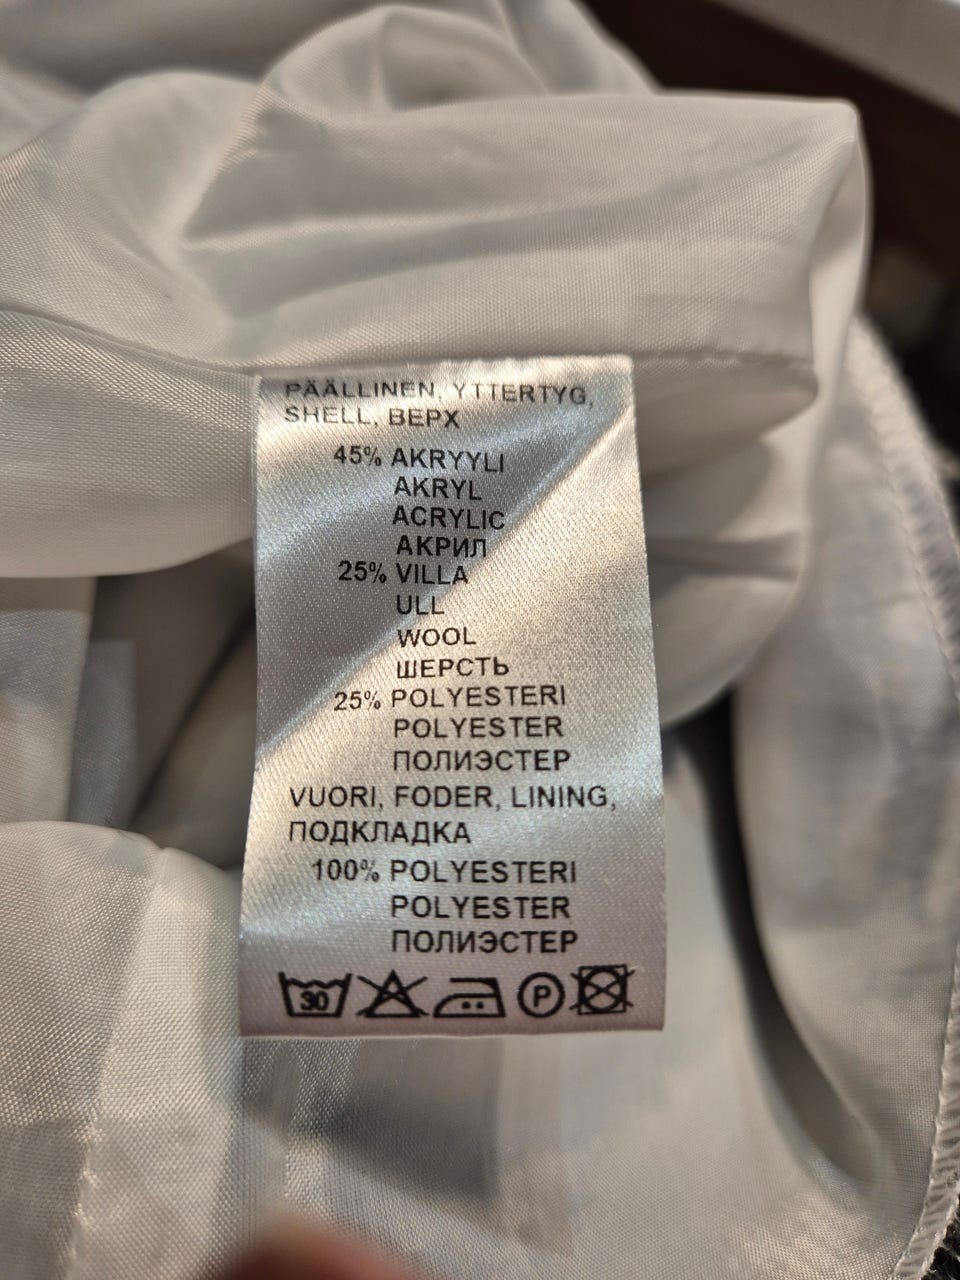 PÄÄLLINEN, YTTERTYG,
SHELL, ВЕРХ
45% AKRYYLI
AKRYL
ACRYLIC
АКРИЛ
25% VILLA
ULL
WOOL
ШЕРСТЬ
25% POLYESTERI
POLYESTER
ПОЛИЭСТЕР
VUORI, FODER, LINING,
ПОДКЛАДКА
100% POLYESTERI
POLYESTER
ПОЛИЭСТЕР
30 P